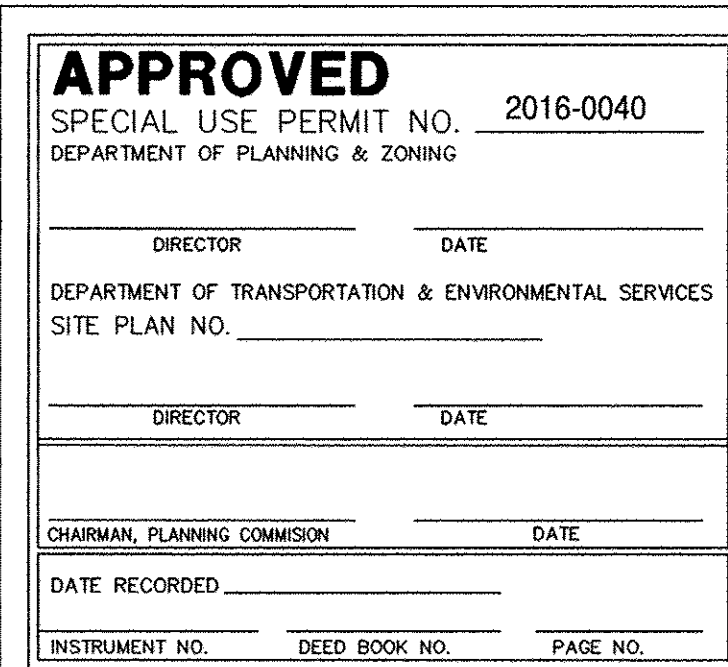 APPROVED
SPECIAL USE PERMIT NO. 2016-0040
DEPARTMENT OF PLANNING & ZONING
DIRECTOR DATE
DEPARTMENT OF TRANSPORTATION & ENVIRONMENTAL SERVICES
SITE PLAN NO.
DIRECTOR DATE
CHAIRMAN, PLANNING COMMISION DATE
DATE RECORDED
INSTRUMENT NO. DEED BOOK NO. PAGE NO.